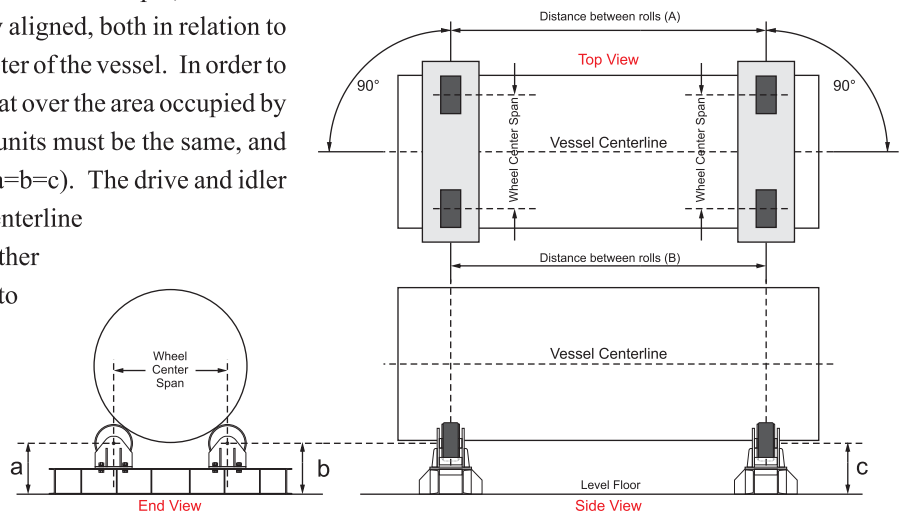 y aligned, both in relation to
ter of the vessel. In order to
at over the area occupied by
units must be the same, and
a=b=c). The drive and idler
enterline
ther
to
Distance between rolls (A)
Top View
90°
90°
Wheel Center Span
Wheel Center Span
Vessel Centerline
Distance between rolls (B)
Vessel Centerline
Wheel
Center
Span
a
b
c
Level Floor
End View
Side View